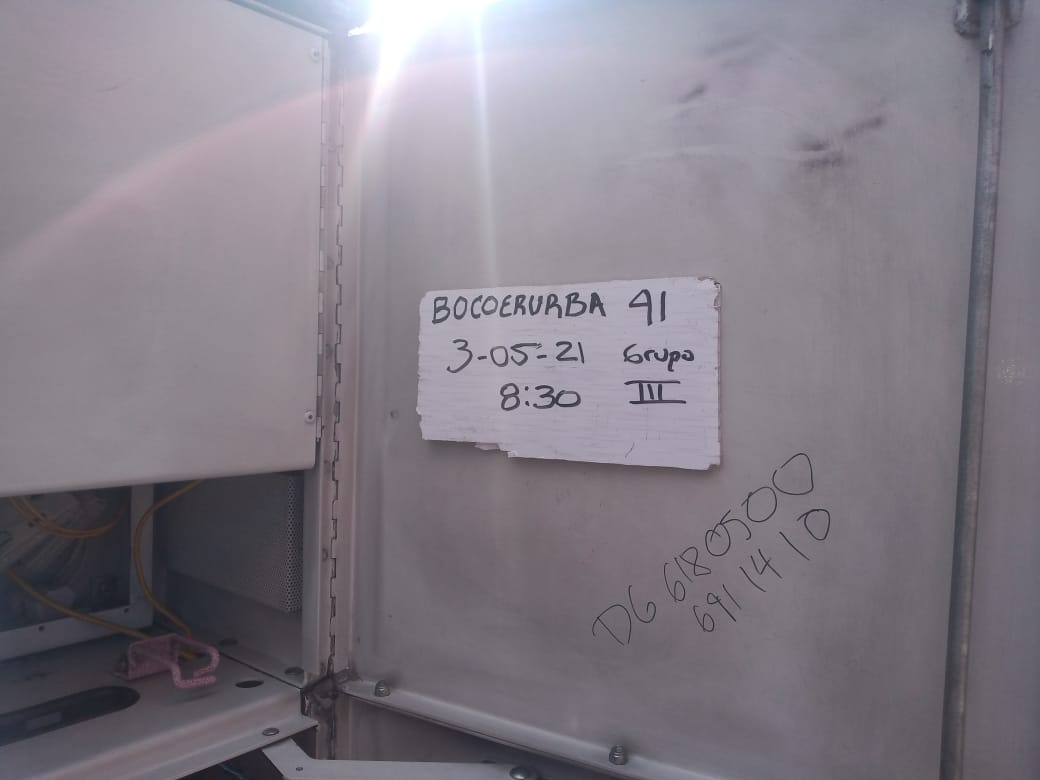 BOCOERURBA 41
3-05-21 Grupo
8:30 III
DG 6180500
6911410